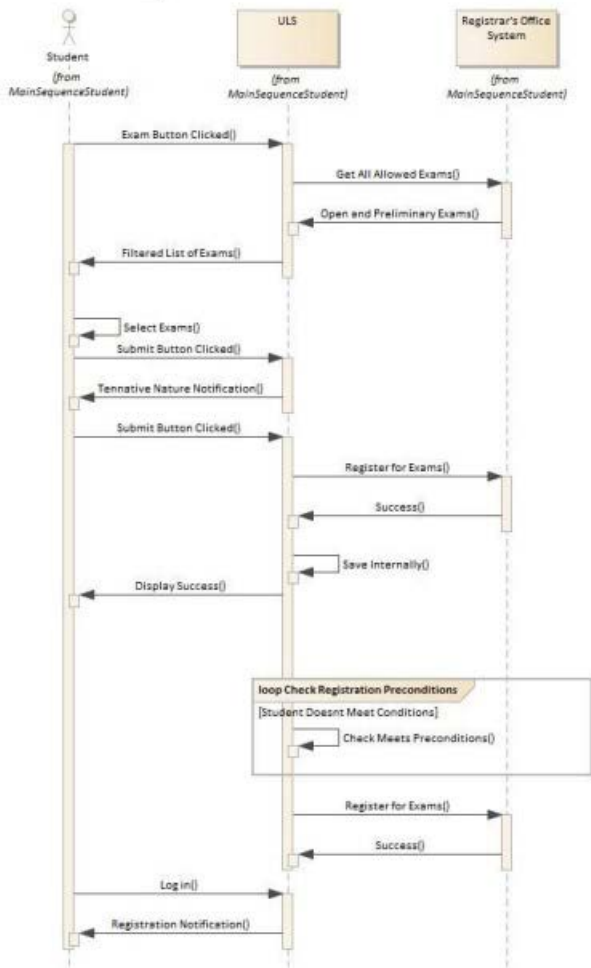 Student
(from
MainSequenceStudent)
ULS
(from
MainSequenceStudent)
Registrar's Office
System
(from
MainSequenceStudent)
Exam Button Clicked()
Get All Allowed Exams()
Open and Preliminary Exams()
Filtered List of Exams()
Select Exams()
Submit Button Clicked()
Tennative Nature Notification()
Submit Button Clicked()
Register for Exams()
Success()
Save Internally()
Display Success()
loop Check Registration Preconditions
[Student Doesnt Meet Conditions]
Check Meets Preconditions()
Register for Exams()
Success()
Log in()
Registration Notification()